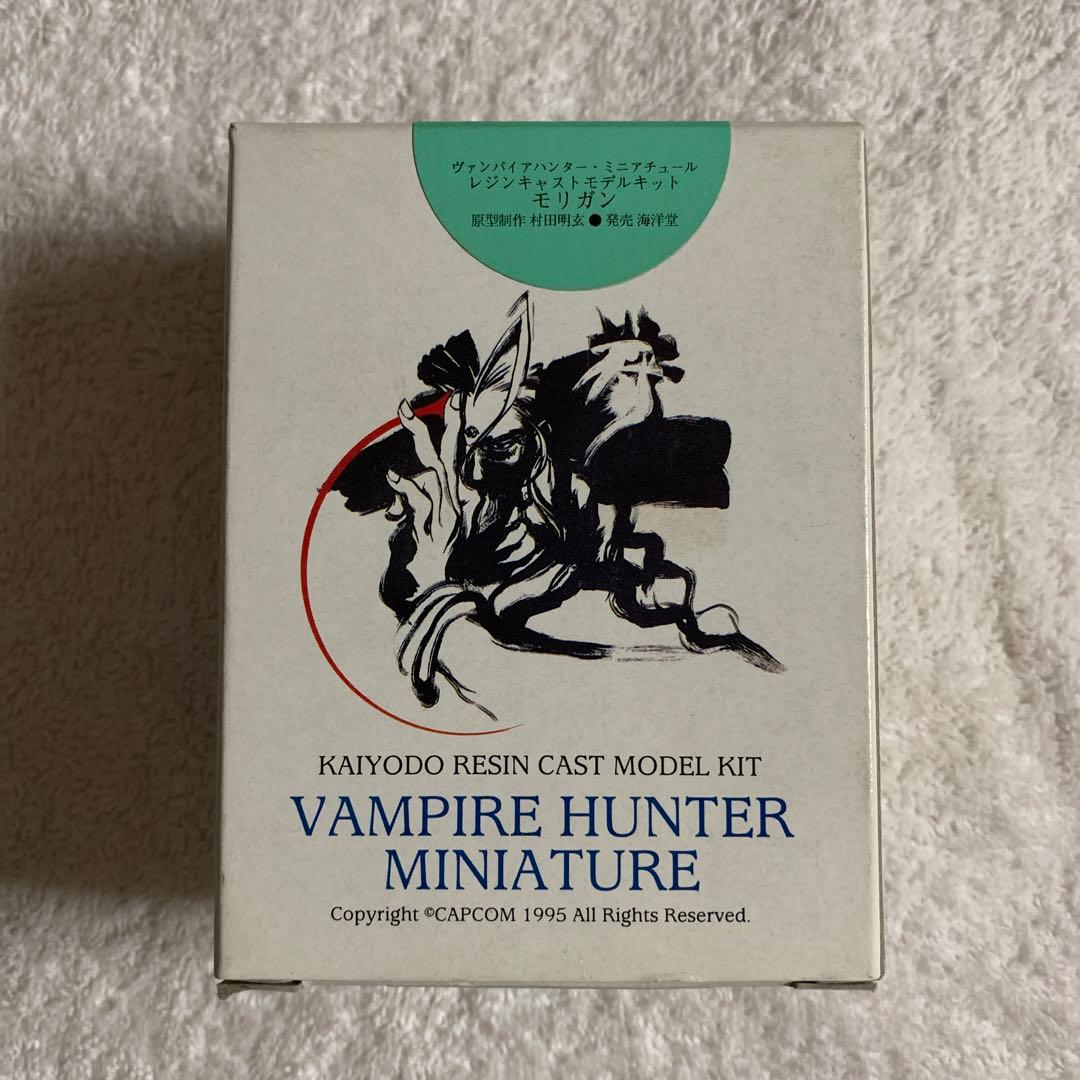 ヴァンパイアハンター・ミニアチュール
レジンキャストモデルキット
モリガン
原型制作 村田明玄 ● 発売 海洋堂
KAIYODO RESIN CAST MODEL KIT
VAMPIRE HUNTER
MINIATURE
Copyright ©CAPCOM 1995 All Rights Reserved.